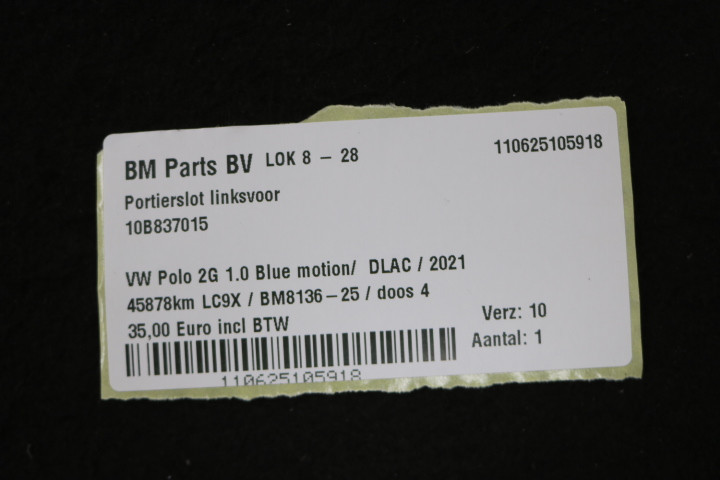 BM Parts BV LOK 8 - 28
110625105918
Portierslot linksvoor
10B837015
VW Polo 2G 1.0 Blue motion/ DLAC / 2021
45878km LC9X / BM8136-25 / doos 4
35,00 Euro incl BTW
Verz: 10
Aantal: 1
110625105918